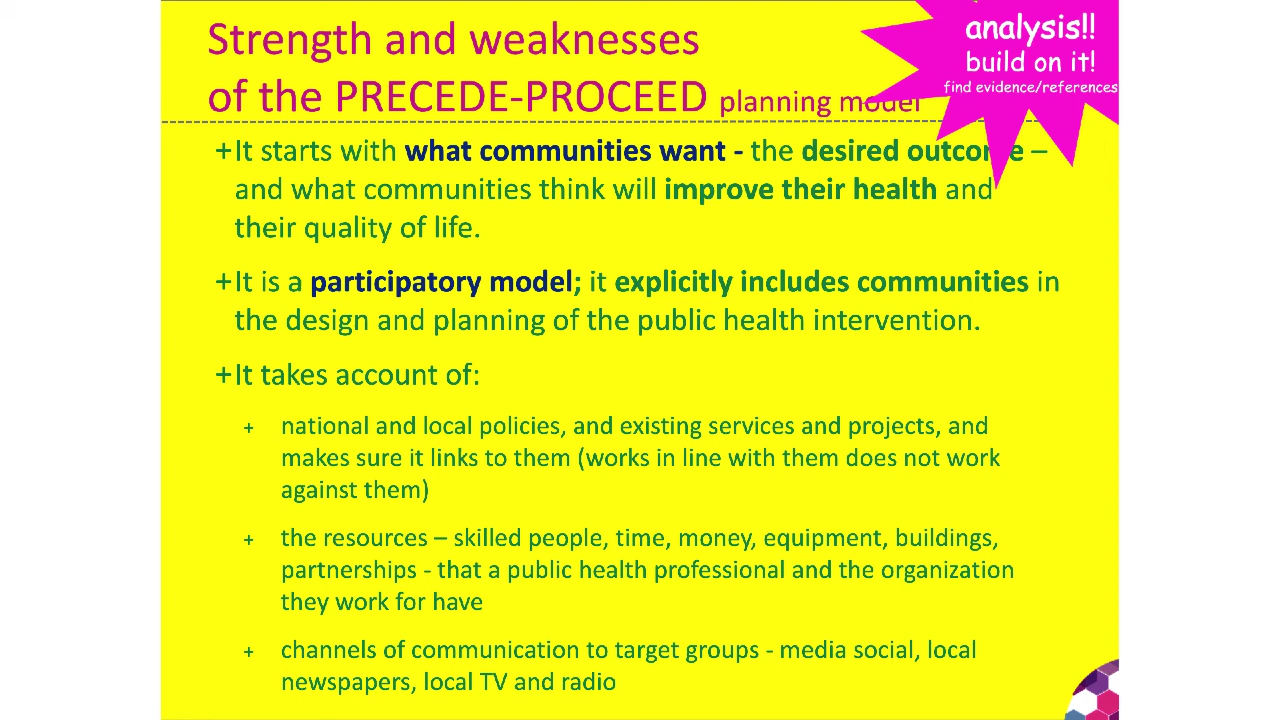 Strength and weaknesses
of the PRECEDE-PROCEED planning model
analysis!!
build on it!
find evidence/references
+It starts with what communities want - the desired outcome –
and what communities think will improve their health and
their quality of life.
+It is a participatory model; it explicitly includes communities in
the design and planning of the public health intervention.
+It takes account of:
+ national and local policies, and existing services and projects, and
makes sure it links to them (works in line with them does not work
against them)
+ the resources – skilled people, time, money, equipment, buildings,
partnerships - that a public health professional and the organization
they work for have
+ channels of communication to target groups - media social, local
newspapers, local TV and radio